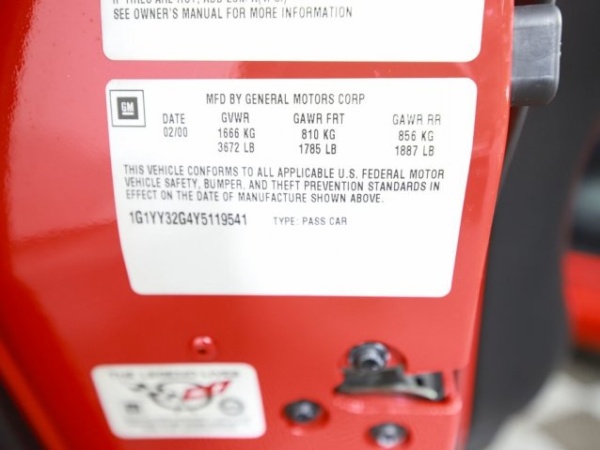 SEE OWNER'S MANUAL FOR MORE INFORMATION
GM
MFD BY GENERAL MOTORS CORP
DATE GVWR GAWR FRT GAWR RR
02/00 1666 KG 810 KG 856 KG
3672 LB 1785 LB 1887 LB
THIS VEHICLE CONFORMS TO ALL APPLICABLE U.S. FEDERAL MOTOR
VEHICLE SAFETY, BUMPER, AND THEFT PREVENTION STANDARDS IN
EFFECT ON THE DATE OF MANUFACTURE SHOWN ABOVE.
1G1YY32G4Y5119541 TYPE: PASS CAR